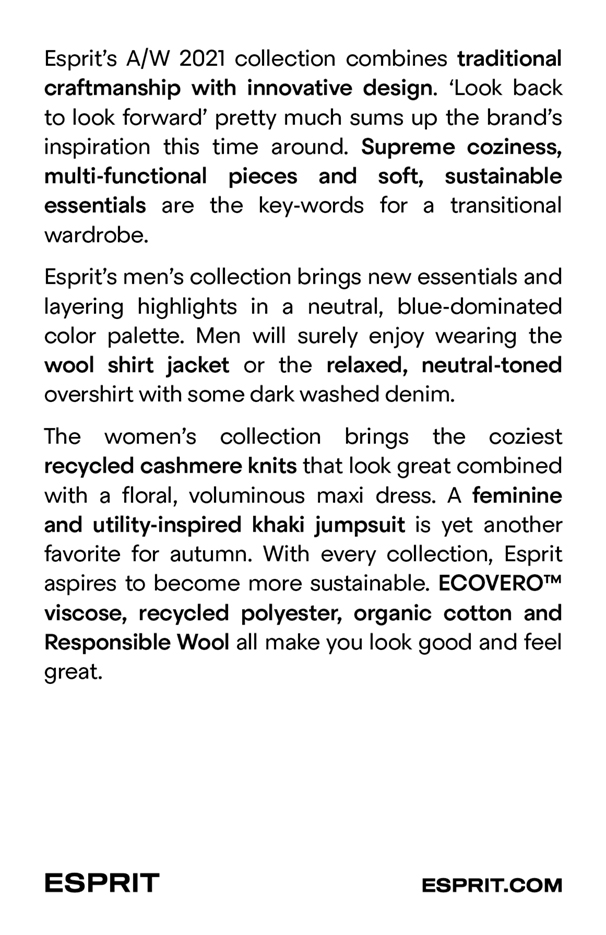 Esprit’s A/W 2021 collection combines traditional
craftmanship with innovative design. ‘Look back
to look forward’ pretty much sums up the brand’s
inspiration this time around. Supreme coziness,
multi-functional pieces and soft, sustainable
essentials are the key-words for a transitional
wardrobe.
Esprit’s men’s collection brings new essentials and
layering highlights in a neutral, blue-dominated
color palette. Men will surely enjoy wearing the
wool shirt jacket or the relaxed, neutral-toned
overshirt with some dark washed denim.
The women’s collection brings the coziest
recycled cashmere knits that look great combined
with a floral, voluminous maxi dress. A feminine
and utility-inspired khaki jumpsuit is yet another
favorite for autumn. With every collection, Esprit
aspires to become more sustainable. ECOVERO™
viscose, recycled polyester, organic cotton and
Responsible Wool all make you look good and feel
great.
ESPRIT
ESPRIT.COM